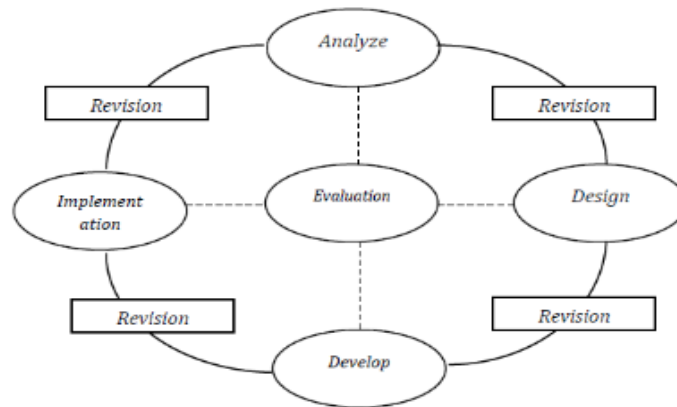 Analyze
Revision
Revision
Implement
ation
Evaluation
Design
Revision
Revision
Develop